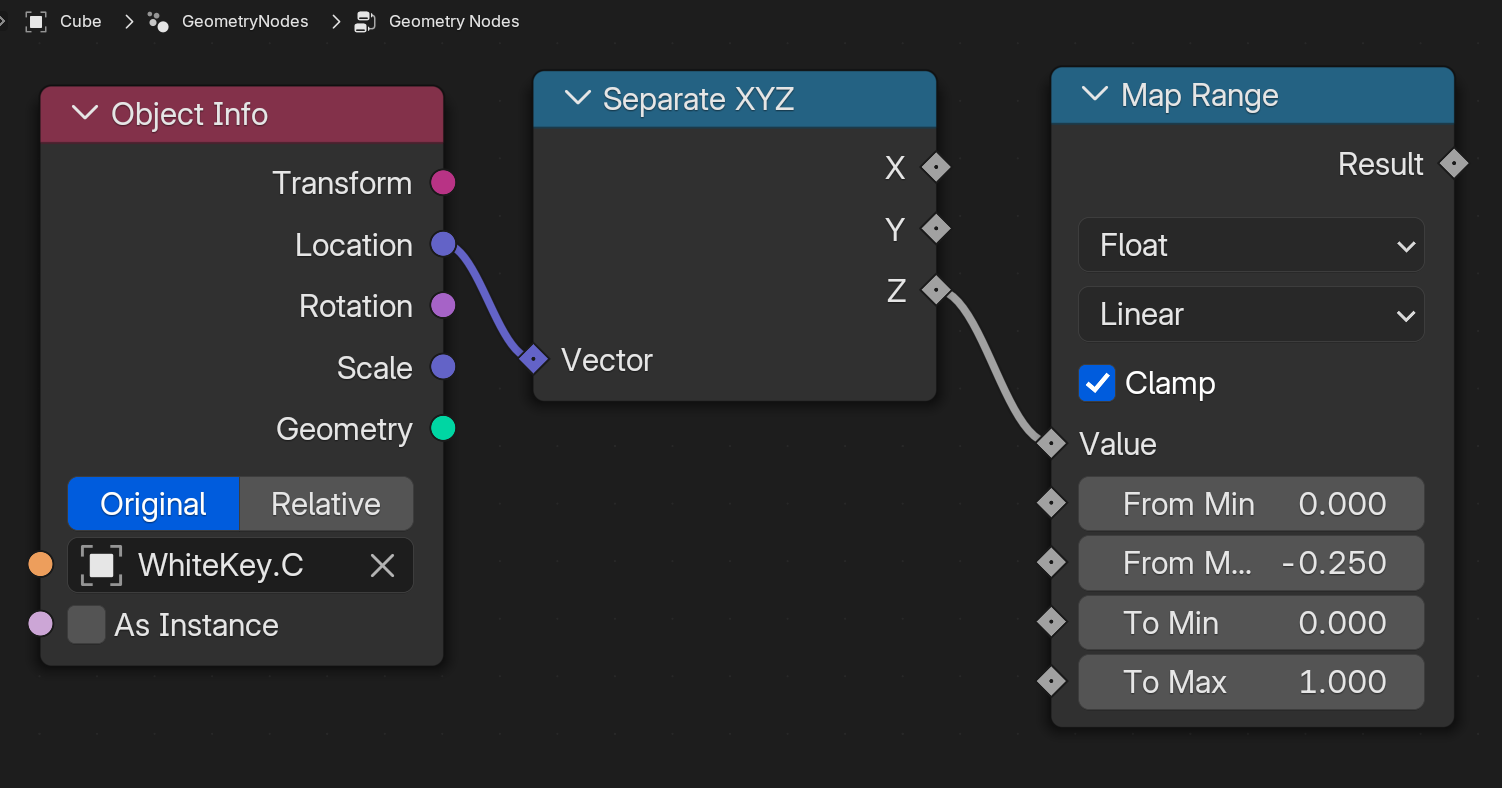 Cube GeometryNodes Geometry Nodes
Object Info
Transform
Location
Rotation
Scale
Geometry
Original Relative
WhiteKey.C
As Instance
Separate XYZ
X
Y
Z
Vector
Map Range
Result
Float
Linear
Clamp
Value
From Min 0.000
From M... -0.250
To Min 0.000
To Max 1.000